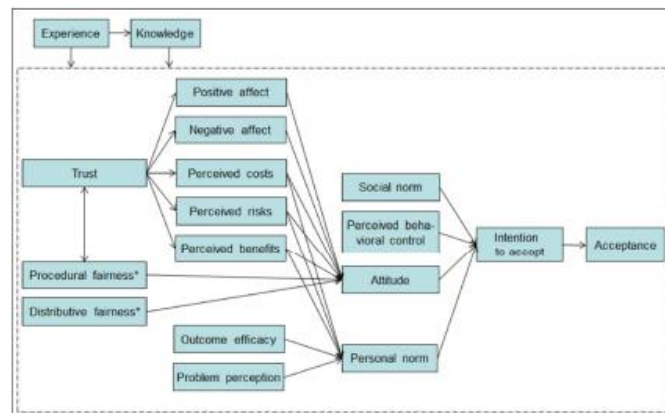 Experience
Knowledge
Positive affect
Negative affect
Trust
Perceived costs
Social norm
Perceived risks
Perceived beha-
vioral control
Intention
to accept
Acceptance
Perceived benefits
Procedural fairness*
Attitude
Distributive fairness*
Outcome efficacy
Personal norm
Problem perception